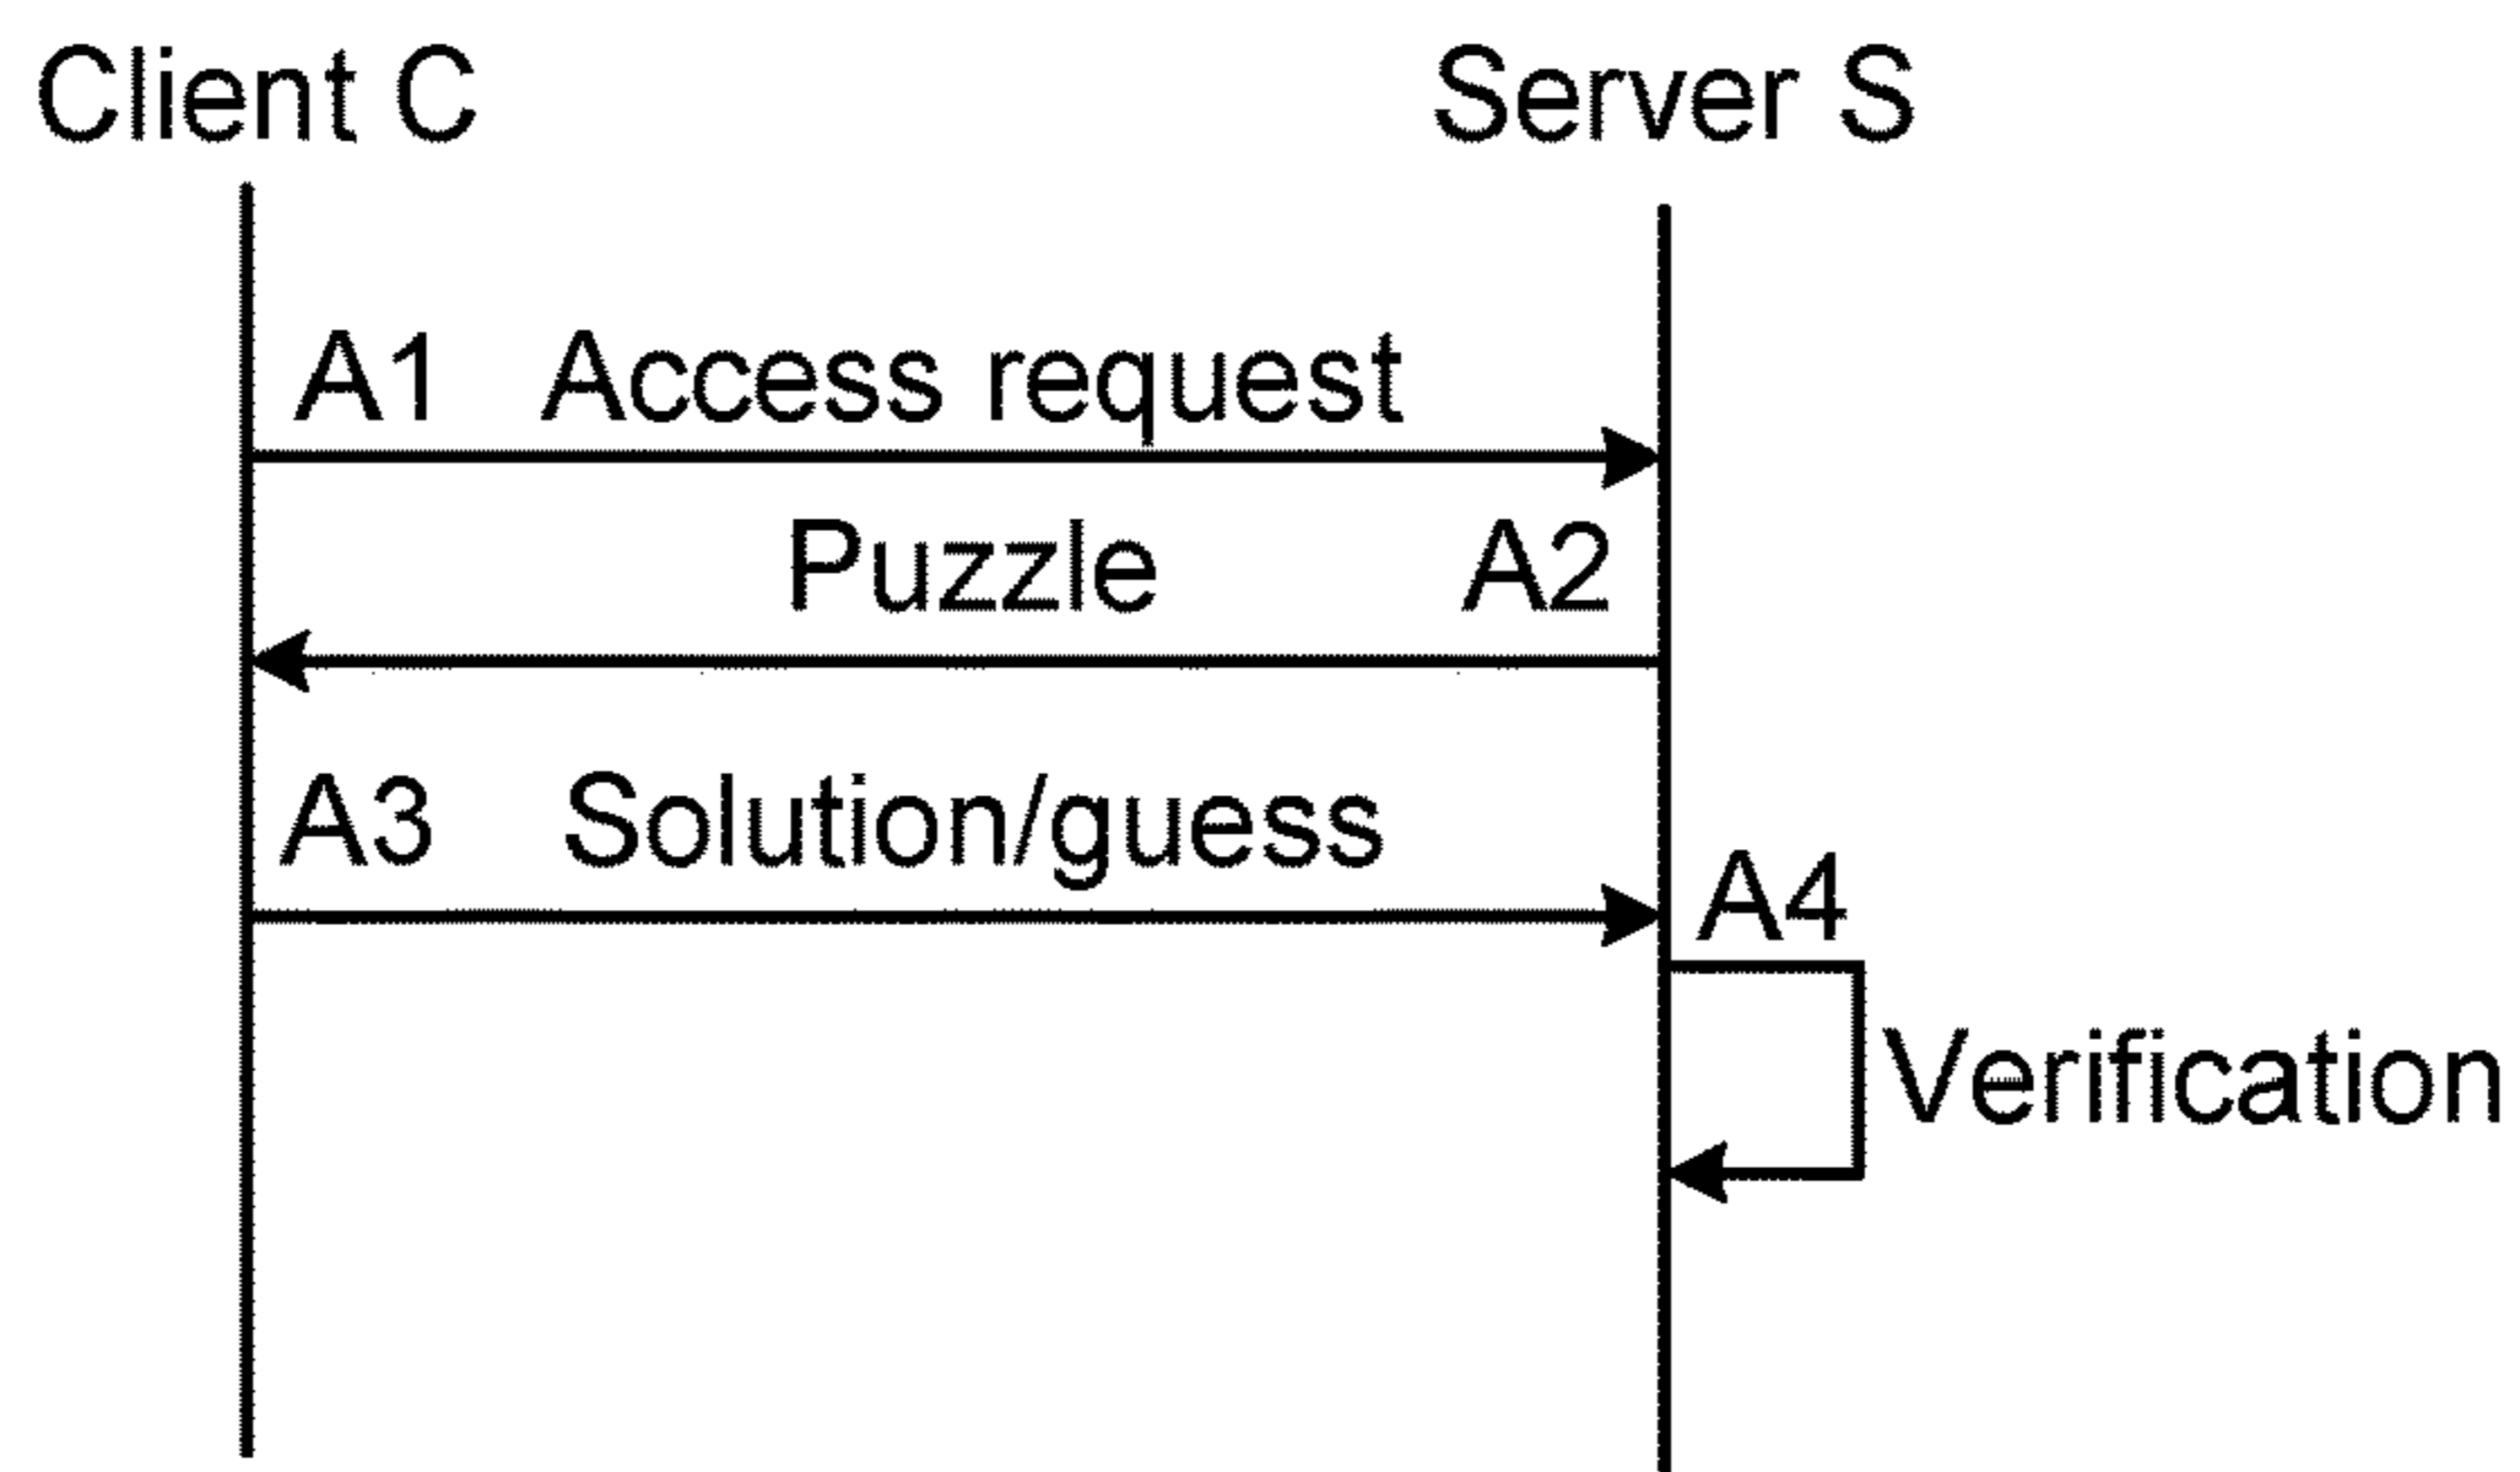 Client C Server S
A1 Access request
Puzzle A2
A3 Solution/guess
A4
Verification